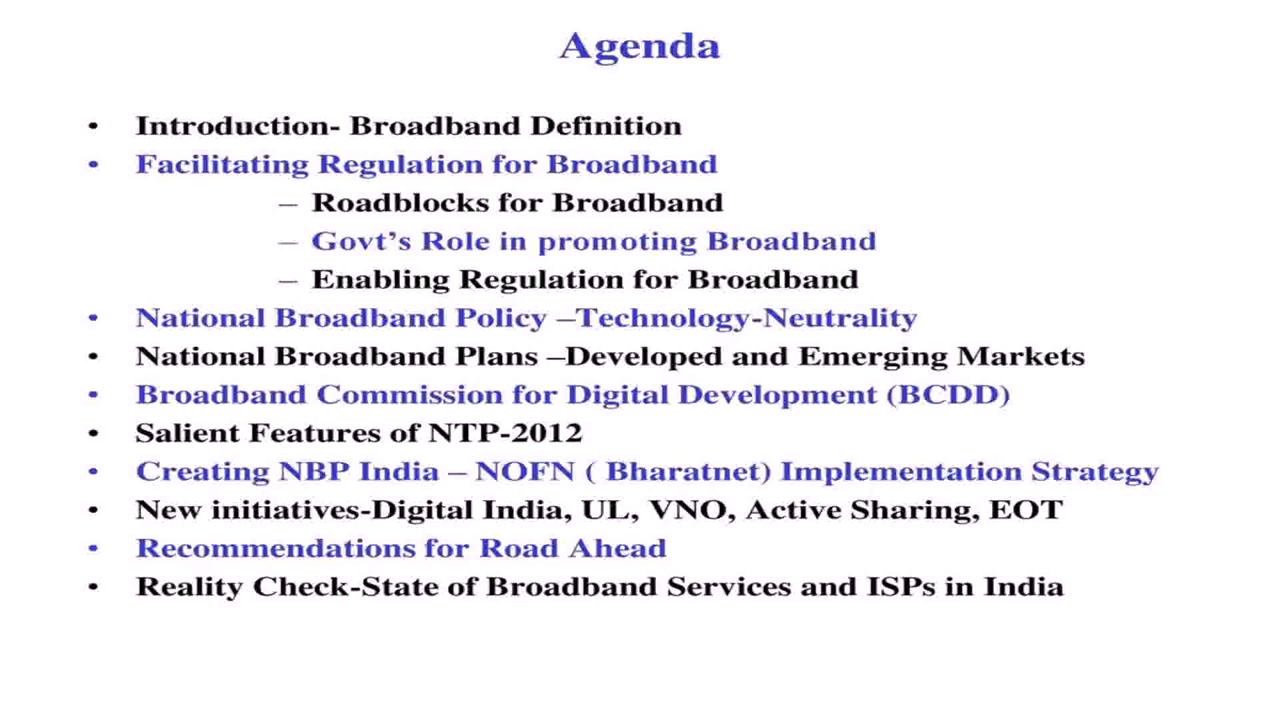 Agenda
• Introduction- Broadband Definition
• Facilitating Regulation for Broadband
– Roadblocks for Broadband
– Govt’s Role in promoting Broadband
– Enabling Regulation for Broadband
• National Broadband Policy –Technology-Neutrality
• National Broadband Plans –Developed and Emerging Markets
• Broadband Commission for Digital Development (BCDD)
• Salient Features of NTP-2012
• Creating NBP India – NOFN ( Bharatnet) Implementation Strategy
• New initiatives-Digital India, UL, VNO, Active Sharing, EOT
• Recommendations for Road Ahead
• Reality Check-State of Broadband Services and ISPs in India